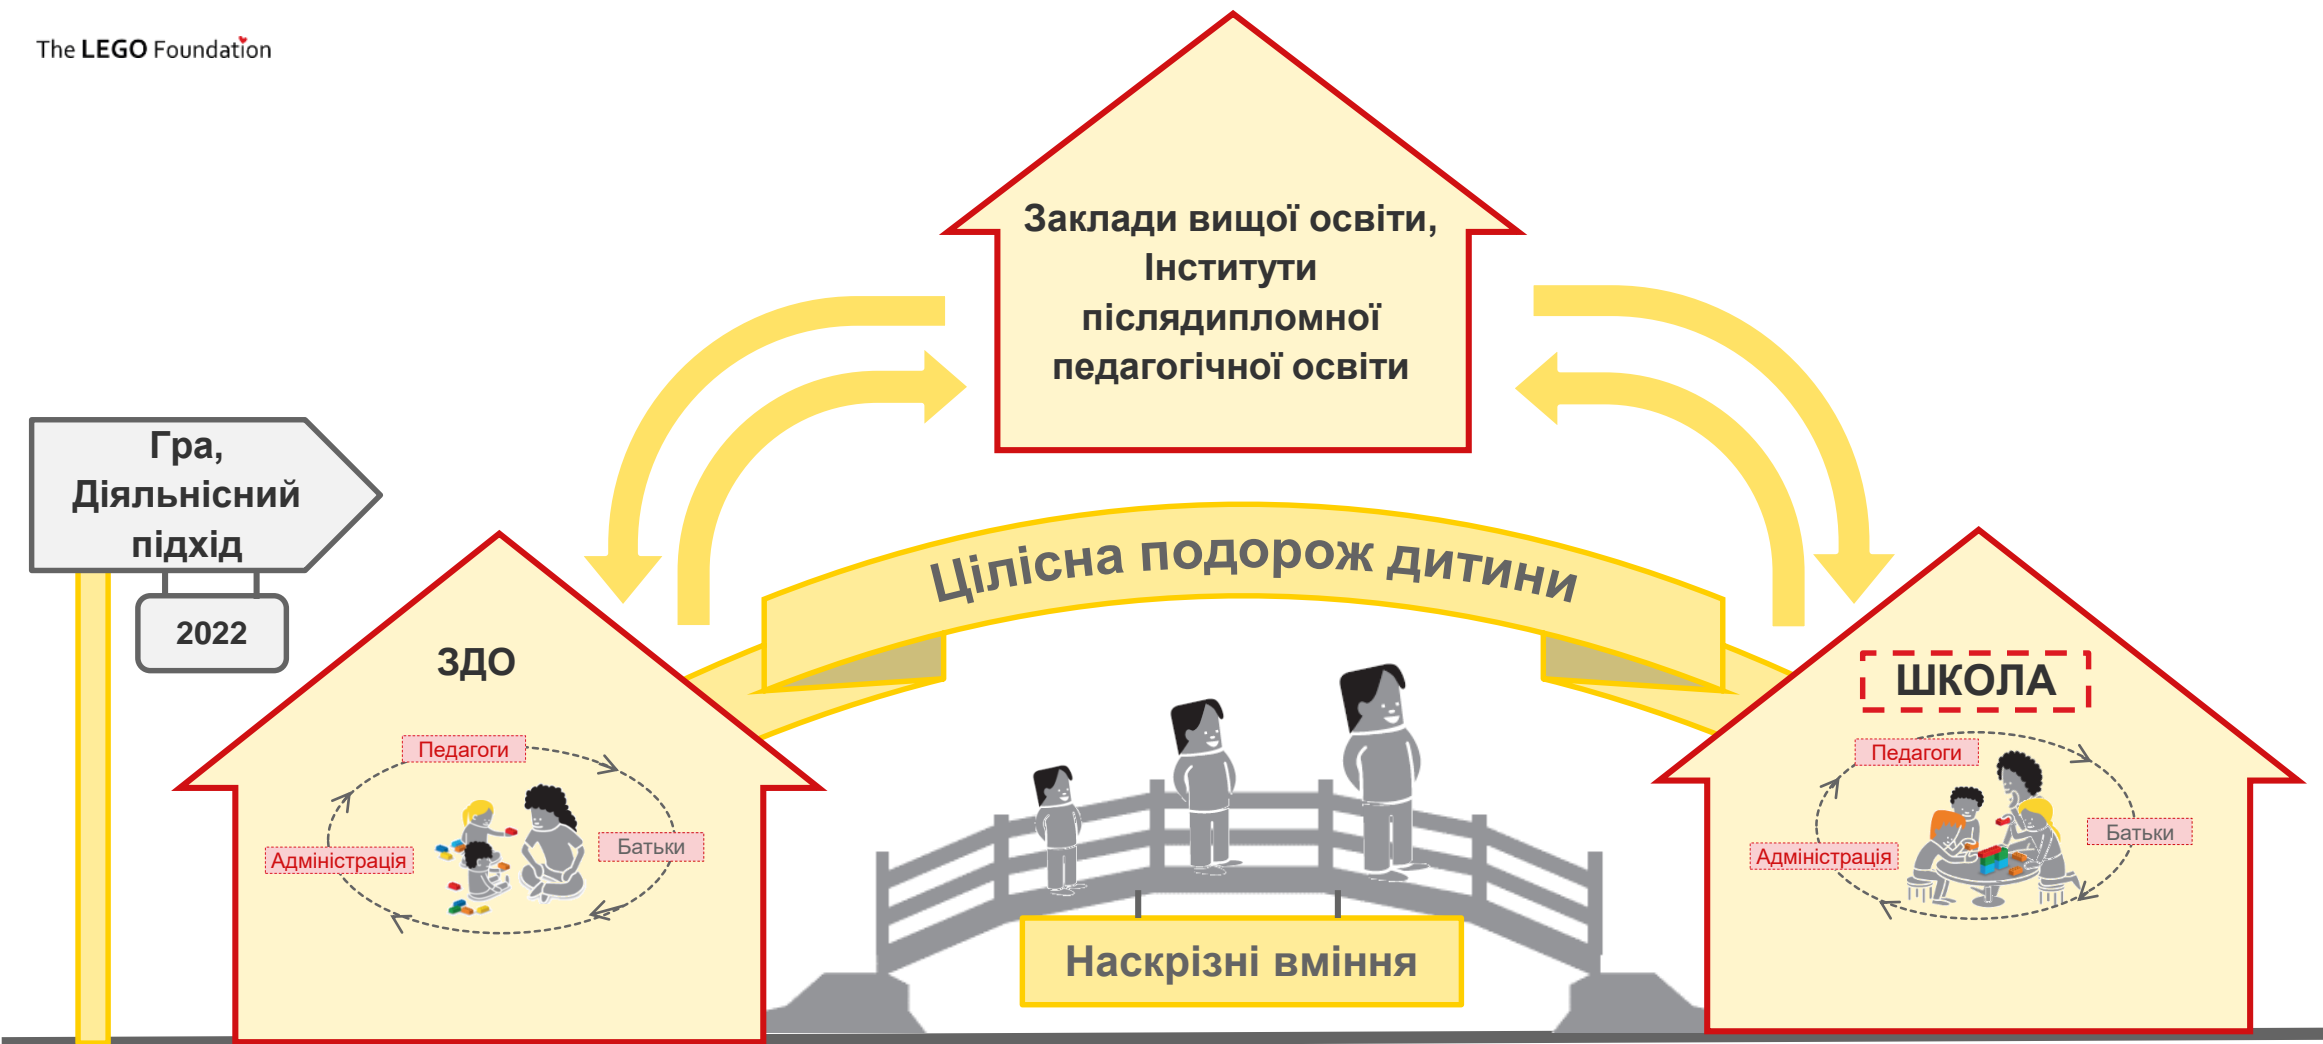 The LEGO Foundation
Заклади вищої освіти,
Інститути
післядипломної
педагогічної освіти
Гра,
Діяльнісний
підхід
2022
Цілісна подорож дитини
ЗДО
Педагоги
Батьки
Адміністрація
ШКОЛА
Педагоги
Батьки
Адміністрація
Наскрізні вміння